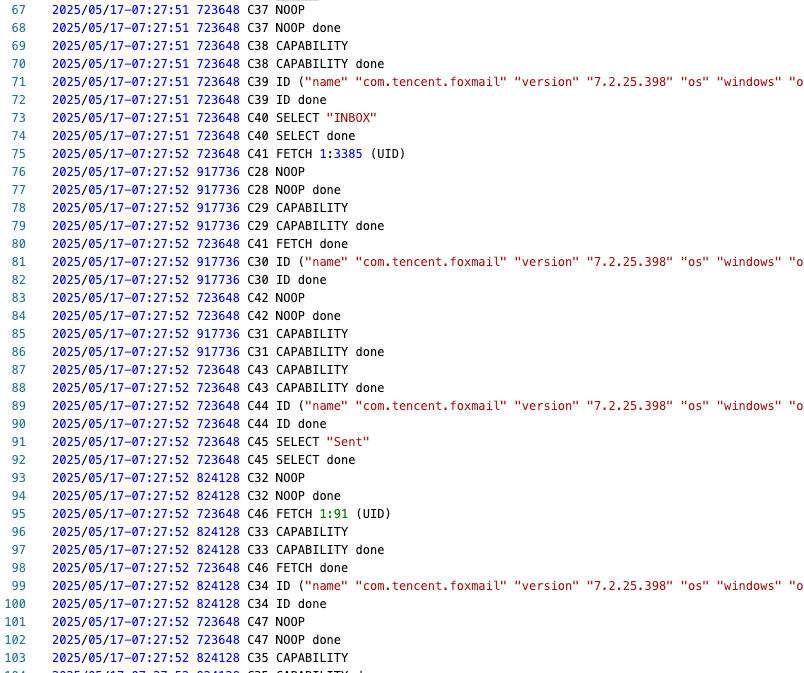 67 2025/05/17-07:27:51 723648 C37 NOOP
68 2025/05/17-07:27:51 723648 C37 NOOP done
69 2025/05/17-07:27:51 723648 C38 CAPABILITY
70 2025/05/17-07:27:51 723648 C38 CAPABILITY done
71 2025/05/17-07:27:51 723648 C39 ID ("name" "com.tencent.foxmail" "version" "7.2.25.398" "os" "windows" "o
72 2025/05/17-07:27:51 723648 C39 ID done
73 2025/05/17-07:27:51 723648 C40 SELECT "INBOX"
74 2025/05/17-07:27:51 723648 C40 SELECT done
75 2025/05/17-07:27:52 723648 C41 FETCH 1:3385 (UID)
76 2025/05/17-07:27:52 917736 C28 NOOP
77 2025/05/17-07:27:52 917736 C28 NOOP done
78 2025/05/17-07:27:52 917736 C29 CAPABILITY
79 2025/05/17-07:27:52 917736 C29 CAPABILITY done
80 2025/05/17-07:27:52 723648 C41 FETCH done
81 2025/05/17-07:27:52 917736 C30 ID ("name" "com.tencent.foxmail" "version" "7.2.25.398" "os" "windows" "o
82 2025/05/17-07:27:52 917736 C30 ID done
83 2025/05/17-07:27:52 723648 C42 NOOP
84 2025/05/17-07:27:52 723648 C42 NOOP done
85 2025/05/17-07:27:52 917736 C31 CAPABILITY
86 2025/05/17-07:27:52 917736 C31 CAPABILITY done
87 2025/05/17-07:27:52 723648 C43 CAPABILITY
88 2025/05/17-07:27:52 723648 C43 CAPABILITY done
89 2025/05/17-07:27:52 723648 C44 ID ("name" "com.tencent.foxmail" "version" "7.2.25.398" "os" "windows" "o
90 2025/05/17-07:27:52 723648 C44 ID done
91 2025/05/17-07:27:52 723648 C45 SELECT "Sent"
92 2025/05/17-07:27:52 723648 C45 SELECT done
93 2025/05/17-07:27:52 824128 C32 NOOP
94 2025/05/17-07:27:52 824128 C32 NOOP done
95 2025/05/17-07:27:52 723648 C46 FETCH 1:91 (UID)
96 2025/05/17-07:27:52 824128 C33 CAPABILITY
97 2025/05/17-07:27:52 824128 C33 CAPABILITY done
98 2025/05/17-07:27:52 723648 C46 FETCH done
99 2025/05/17-07:27:52 824128 C34 ID ("name" "com.tencent.foxmail" "version" "7.2.25.398" "os" "windows" "o
100 2025/05/17-07:27:52 824128 C34 ID done
101 2025/05/17-07:27:52 723648 C47 NOOP
102 2025/05/17-07:27:52 723648 C47 NOOP done
103 2025/05/17-07:27:52 824128 C35 CAPABILITY